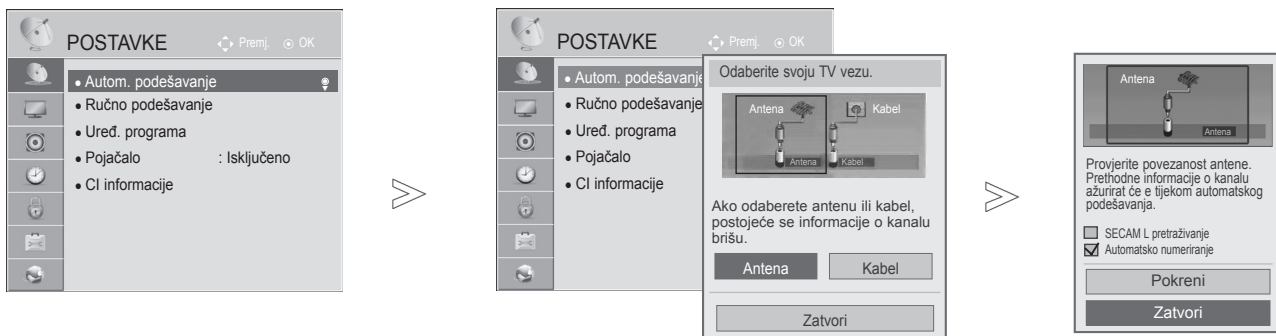 POSTAVKE
Premj. OK
• Autom. podešavanje
• Ručno podešavanje
• Uređ. programa
• Pojačalo : Isključeno
• CI informacije
POSTAVKE
Premj. OK
• Autom. podešavanje
• Ručno podešavanje
• Uređ. programa
• Pojačalo
• CI informacije
Odaberite svoju TV vezu.
Antena Kabel
Antena Kabel
Ako odaberete antenu ili kabel,
postojeće se informacije o kanalu
brišu.
Antena Kabel
Zatvori
Antena
Antena
Provjerite povezanost antene.
Prethodne informacije o kanalu
ažurirat će e tijekom automatskog
podešavanja.
SECAM L pretraživanje
Automatsko numeriranje
Pokreni
Zatvori